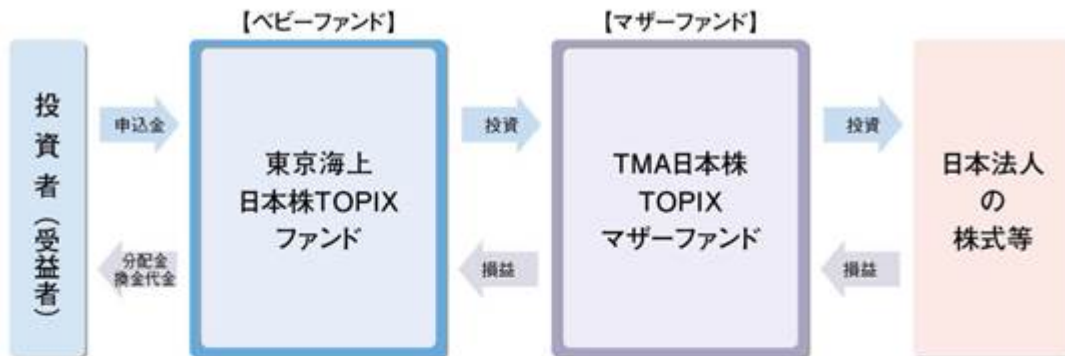 【ベビーファンド】
【マザーファンド】
投資者(受益者)
申込金
分配金
換金代金
東京海上
日本株TOPIX
ファンド
投資
損益
TMA日本株
TOPIX
マザーファンド
投資
損益
日本法人
の
株式等